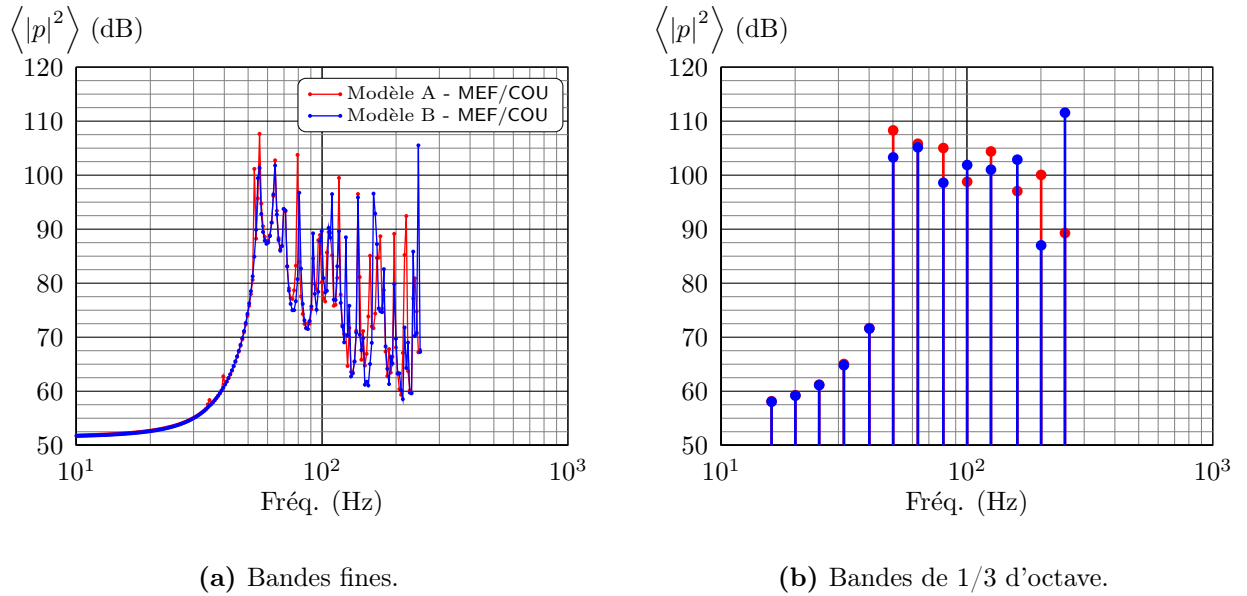 ⟨|p|²⟩ (dB)
120
110
100
90
80
70
60
50
10¹
10²
10³
Fréq. (Hz)
Modèle A - MEF/COU
Modèle B - MEF/COU
(a) Bandes fines.
⟨|p|²⟩ (dB)
120
110
100
90
80
70
60
50
10¹
10²
10³
Fréq. (Hz)
(b) Bandes de 1/3 d'octave.